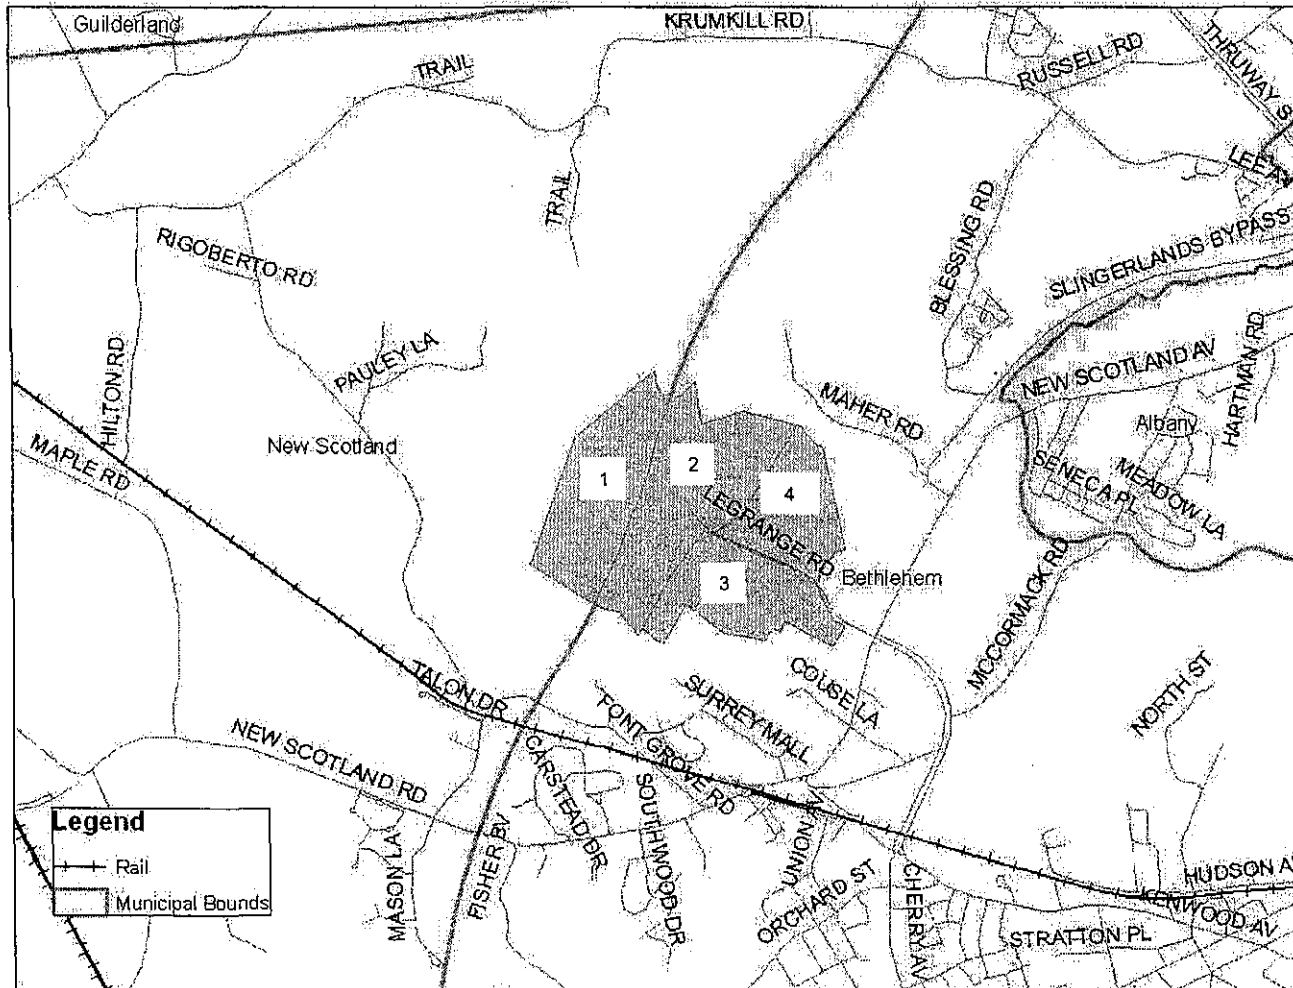 Guilderland
KRUMKILL RD
THRUWAY S
TRAIL
RUSSELL RD
LEE A
TRAIL
BLESSING RD
SLINGERLANDS BYPASS
RIGOBERTO RD
HILTON RD
PAULEY LA
NEW SCOTLAND AV
HARTMAN RD
MAHER RD
Albany
MAPLE RD
New Scotland
1
2
4
SENECA PL
MEADOW LA
LEGRANGE RD
3
Bethlehem
MCCORMACK RD
TALON DR
FONT GROVE RD
SURREY MALL
COUSE LA
NORTH ST
NEW SCOTLAND RD
CARSTEAD DR
SOUTHWOOD DR
UNION AV
Legend
Rail
Municipal Bounds
MASON LA
FISHER BV
ORCHARD ST
CHERRY AV
HUDSON A
KENWOOD AV
STRATTON PL